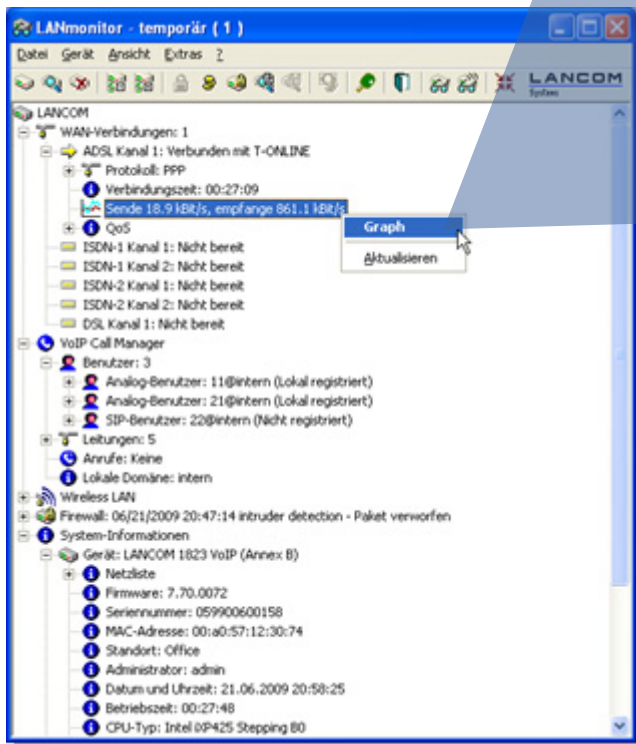 LANmonitor - temporär ( 1 )
Datei Gerät Ansicht Extras ?
LANCOM
Systems
LANCOM
WAN-Verbindungen: 1
ADSL Kanal 1: Verbunden mit T-ONLINE
Protokoll: PPP
Verbindungszeit: 00:27:09
Sende 18.9 kBit/s, empfange 861.1 kBit/s
Graph
QoS
ISDN-1 Kanal 1: Nicht bereit
Aktualisieren
ISDN-1 Kanal 2: Nicht bereit
ISDN-2 Kanal 1: Nicht bereit
ISDN-2 Kanal 2: Nicht bereit
DSL Kanal 1: Nicht bereit
VoIP Call Manager
Benutzer: 3
Analog-Benutzer: 11@intern (Lokal registriert)
Analog-Benutzer: 21@intern (Lokal registriert)
SIP-Benutzer: 22@intern (Nicht registriert)
Leitungen: 5
Anrufe: Keine
Lokale Domäne: intern
Wireless LAN
Firewall: 06/21/2009 20:47:14 intruder detection - Paket verworfen
System-Informationen
Gerät: LANCOM 1823 VoIP (Annex B)
Netzliste
Firmware: 7.70.0072
Seriennummer: 059900600158
MAC-Adresse: 00:a0:57:12:30:74
Standort: Office
Administrator: admin
Datum und Uhrzeit: 21.06.2009 20:58:25
Betriebszeit: 00:27:48
CPU-Typ: Intel IXP425 Stepping B0